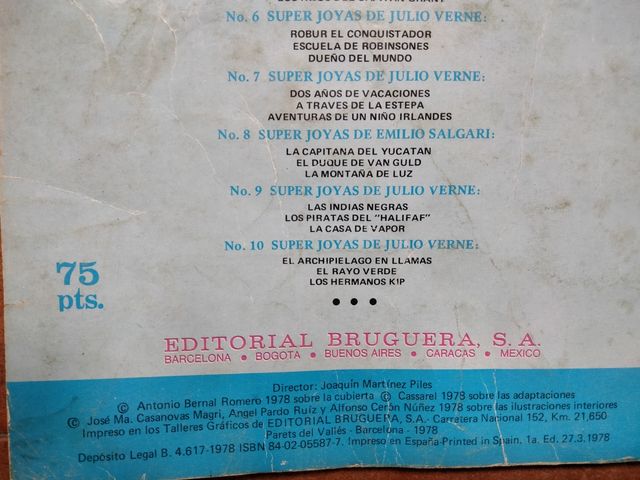 LOS HIJOS DEL CAPITAN GRANT
No. 6 SUPER JOYAS DE JULIO VERNE:
ROBUR EL CONQUISTADOR
ESCUELA DE ROBINSONES
DUEÑO DEL MUNDO
No. 7 SUPER JOYAS DE JULIO VERNE:
DOS AÑOS DE VACACIONES
A TRAVES DE LA ESTEPA
AVENTURAS DE UN NIÑO IRLANDES
No. 8 SUPER JOYAS DE EMILIO SALGARI:
LA CAPITANA DEL YUCATAN
EL DUQUE DE VAN GULD
LA MONTAÑA DE LUZ
No. 9 SUPER JOYAS DE JULIO VERNE:
LAS INDIAS NEGRAS
LOS PIRATAS DEL "HALIFAF"
LA CASA DE VAPOR
No. 10 SUPER JOYAS DE JULIO VERNE:
EL ARCHIPIELAGO EN LLAMAS
EL RAYO VERDE
LOS HERMANOS KIP
● ● ●
75
pts.
EDITORIAL BRUGUERA, S.A.
BARCELONA ● BOGOTA ● BUENOS AIRES ● CARACAS ● MEXICO
Director: Joaquín Martínez Piles
© Antonio Bernal Romero 1978 sobre la cubierta © Cassarel 1978 sobre las adaptaciones
© José Ma. Casanovas Magri, Angel Pardo Ruíz y Alfonso Cerón Núñez 1978 sobre las ilustraciones interiores
Impreso en los Talleres Gráficos de EDITORIAL BRUGUERA, S.A.- Carratera Nacional 152, Km. 21,650
Parets del Vallés - Barcelona - 1978
Depósito Legal B. 4.617-1978 ISBN 84-02-05587-7. Impreso en España-Printed in Spain. 1a. Ed. 27.3.1978